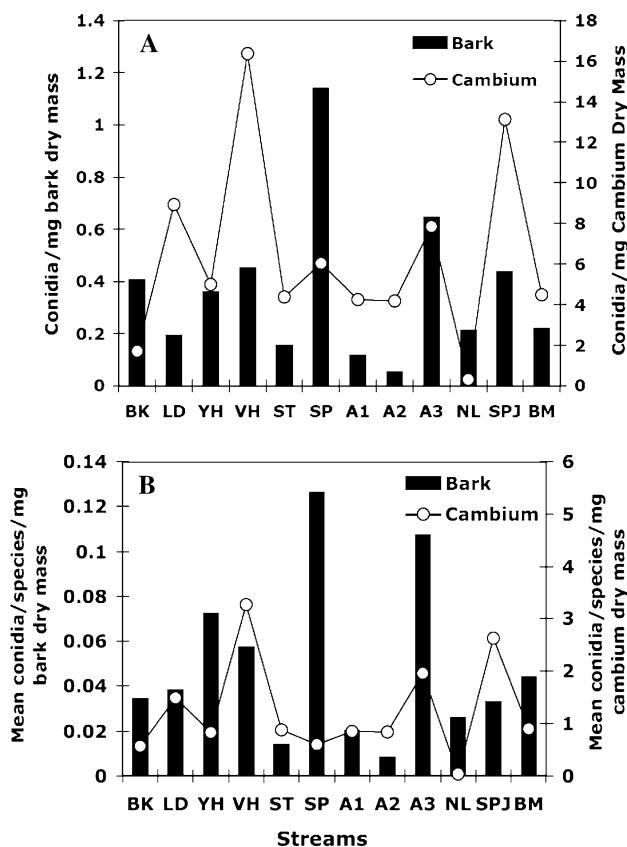 A
Bark
Cambium
Conidia/mg bark dry mass
1.4
1.2
1
0.8
0.6
0.4
0.2
0
Conidia/mg Cambium Dry Mass
18
16
14
12
10
8
6
4
2
0
BK LD YH VH ST SP A1 A2 A3 NL SPJ BM
B
Bark
Cambium
Mean conidia/species/mg
bark dry mass
0.14
0.12
0.1
0.08
0.06
0.04
0.02
0
Mean conidia/species/mg
cambium dry mass
6
5
4
3
2
1
0
BK LD YH VH ST SP A1 A2 A3 NL SPJ BM
Streams